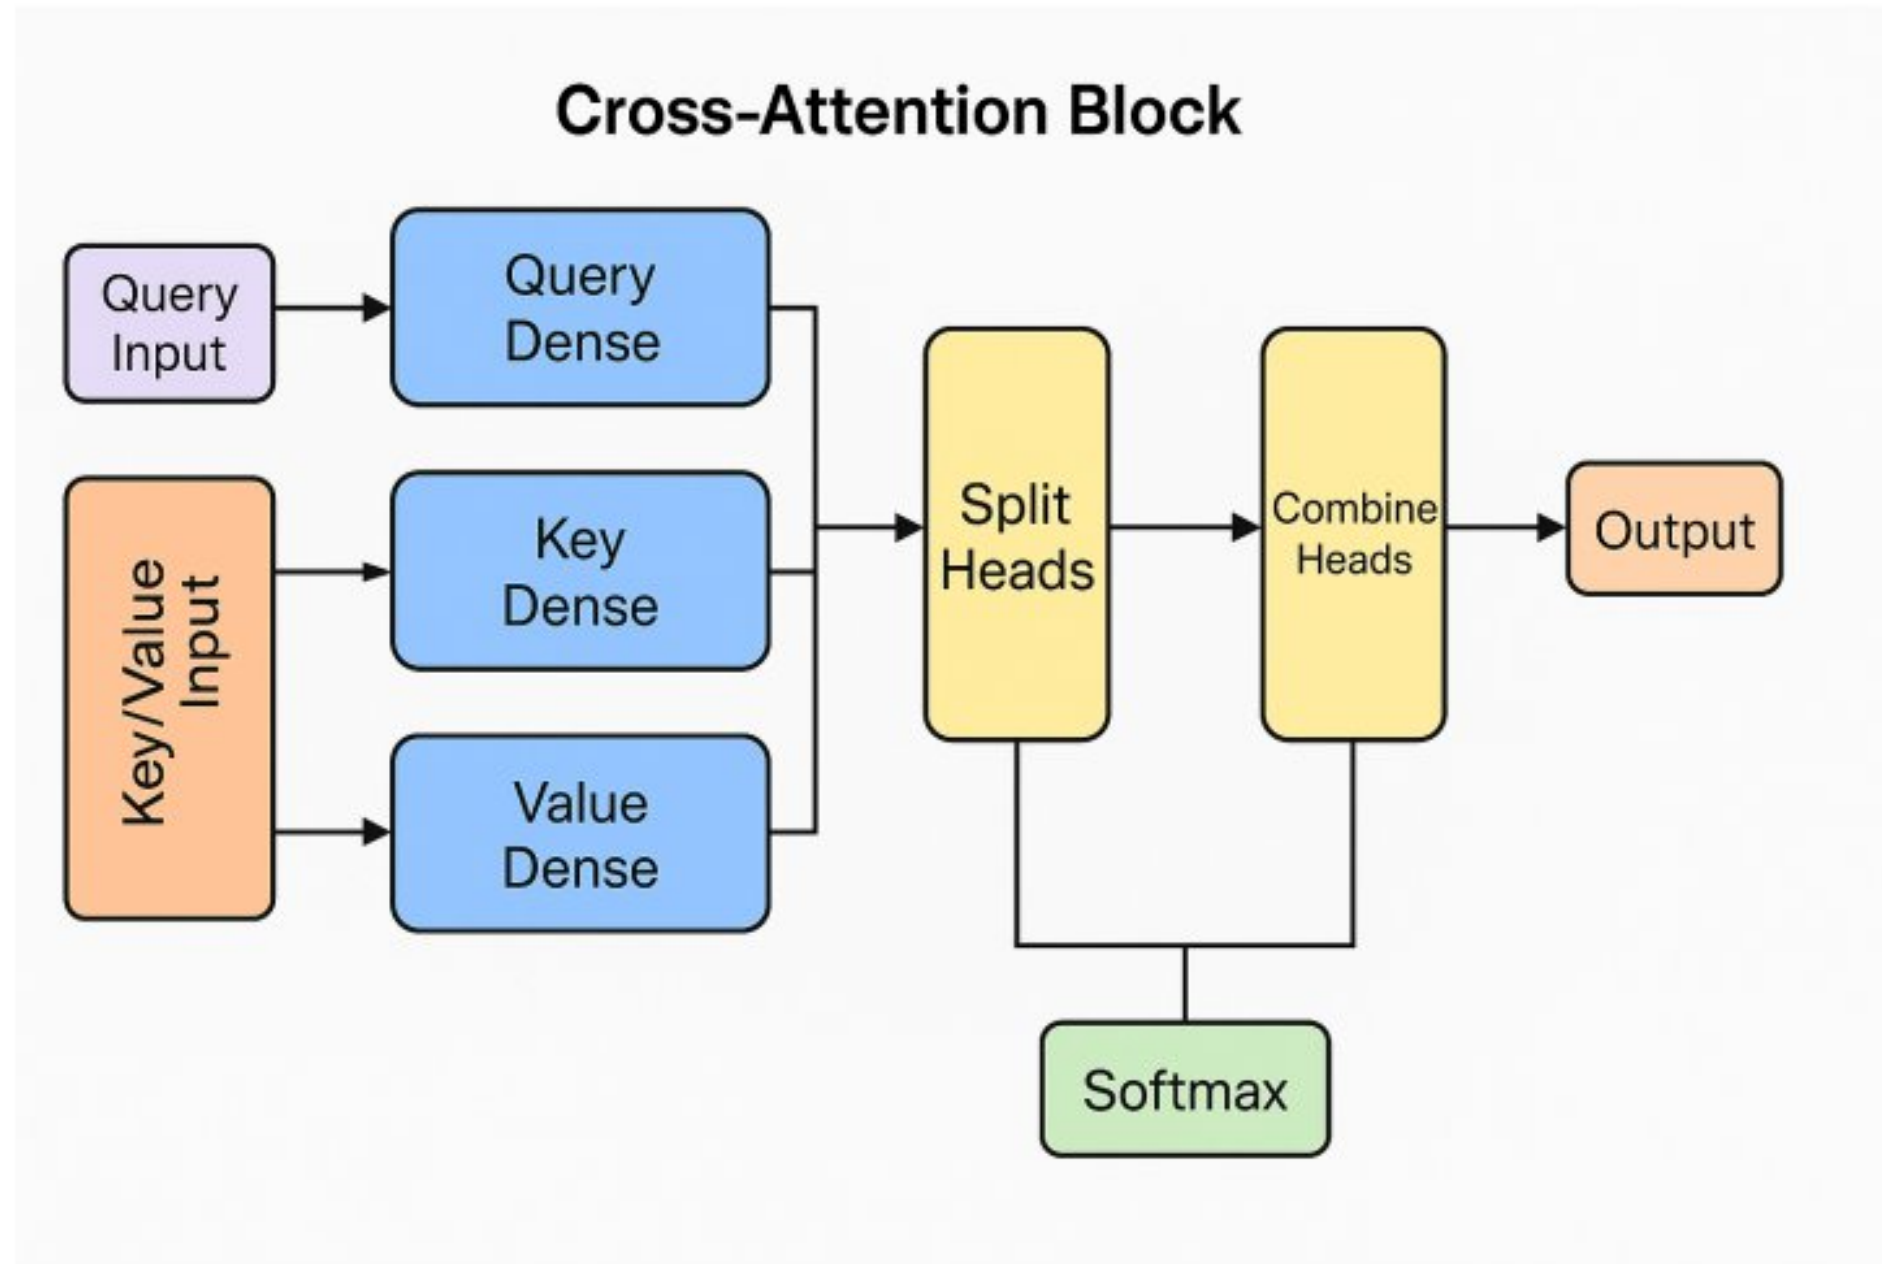 Cross-Attention Block
Query
Input
Query
Dense
Key/Value
Input
Key
Dense
Value
Dense
Split
Heads
Combine
Heads
Output
Softmax